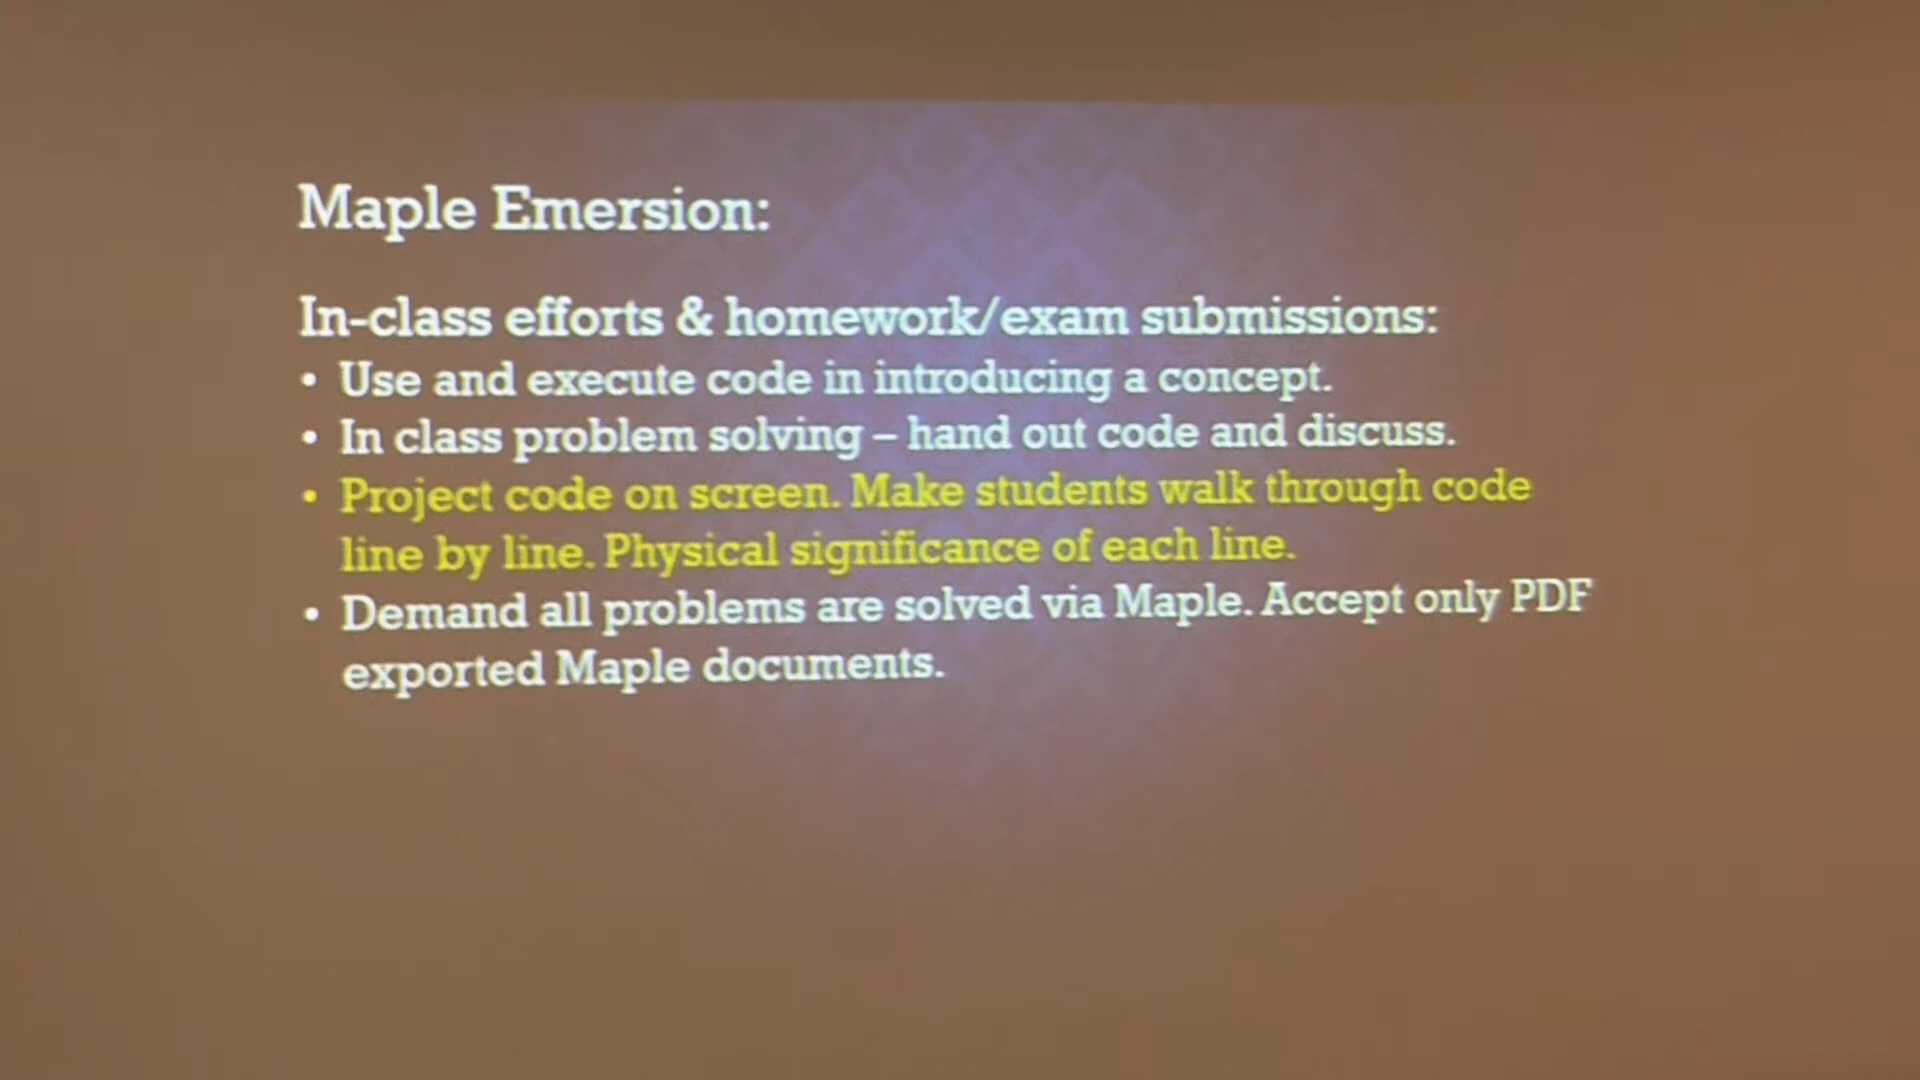 Maple Emersion:
In-class efforts & homework/exam submissions:
• Use and execute code in introducing a concept.
• In class problem solving – hand out code and discuss.
• Project code on screen. Make students walk through code
line by line. Physical significance of each line.
• Demand all problems are solved via Maple. Accept only PDF
exported Maple documents.